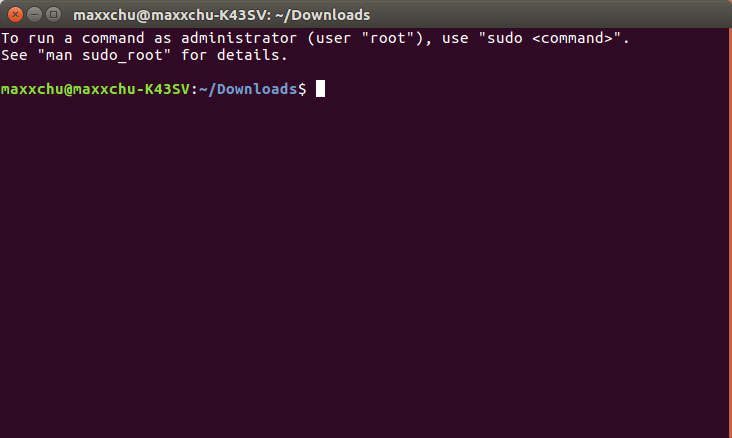 maxxchu@maxxchu-K43SV: ~/Downloads
To run a command as administrator (user "root"), use "sudo <command>".
See "man sudo_root" for details.
maxxchu@maxxchu-K43SV:~/Downloads$